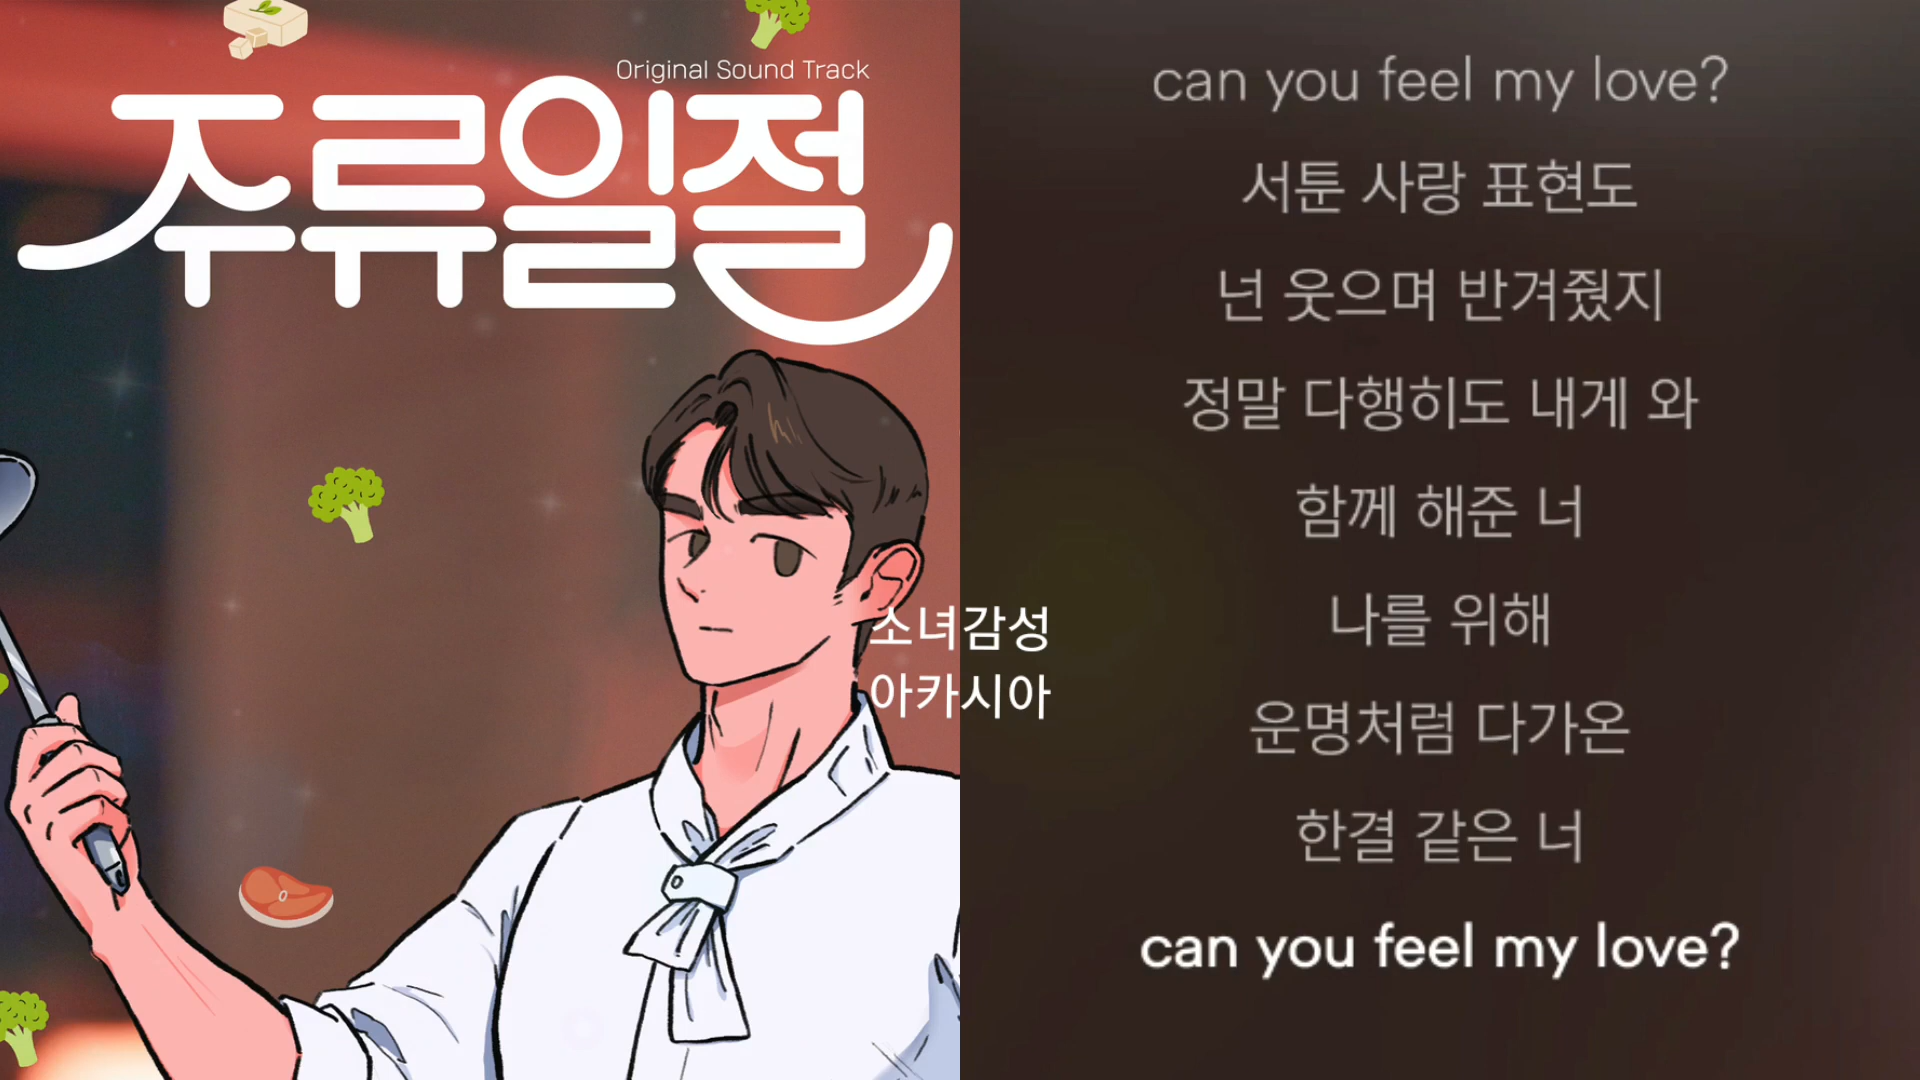 Original Sound Track
주류일절
소녀감성
아카시아
can you feel my love?
서툰 사랑 표현도
넌 웃으며 반겨줬지
정말 다행히도 내게 와
함께 해준 너
나를 위해
운명처럼 다가온
한결 같은 너
can you feel my love?